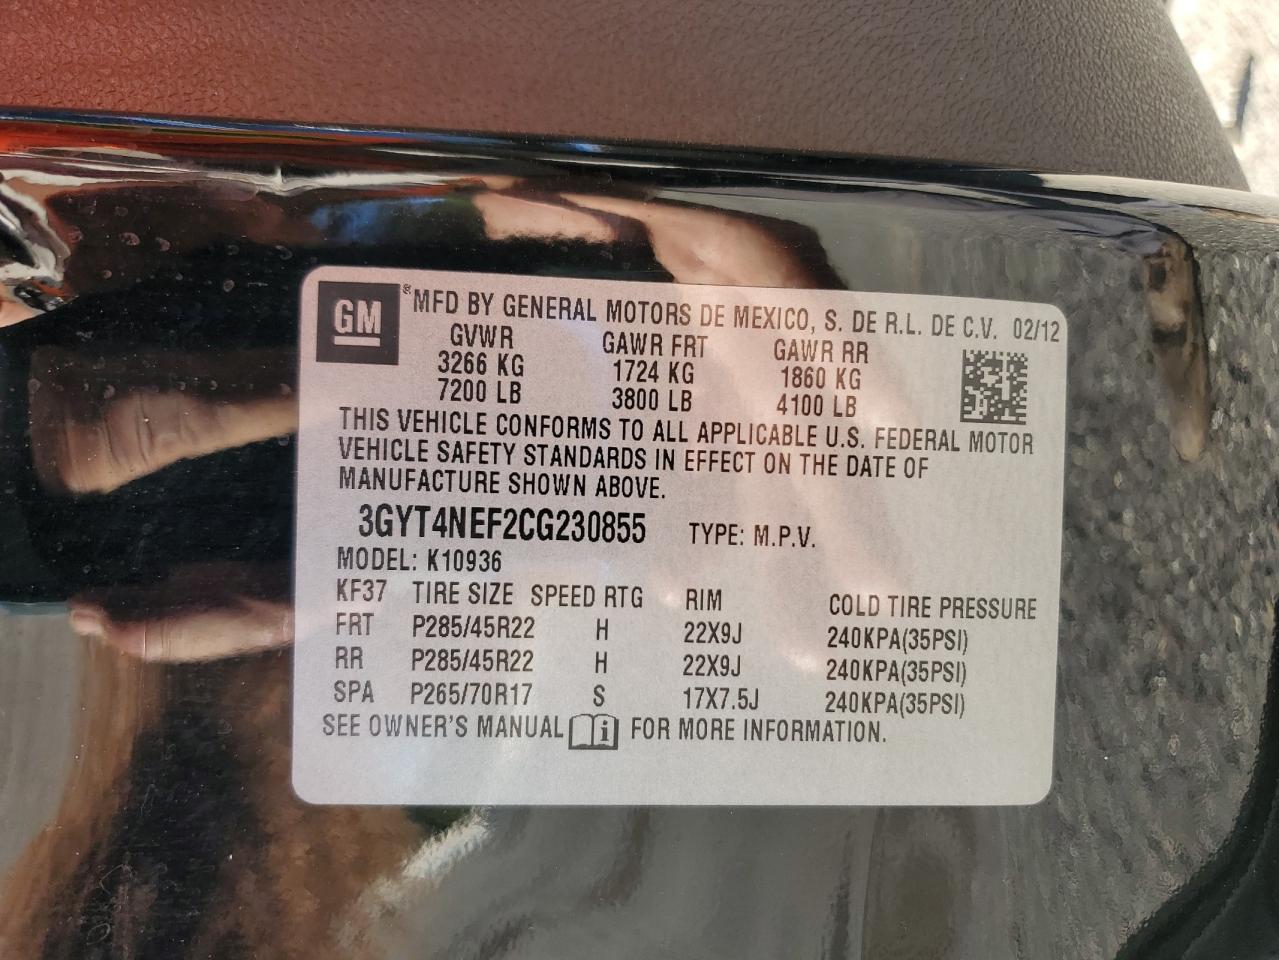 GM ® MFD BY GENERAL MOTORS DE MEXICO, S. DE R.L. DE C.V. 02/12
GVWR GAWR FRT GAWR RR
3266 KG 1724 KG 1860 KG
7200 LB 3800 LB 4100 LB
THIS VEHICLE CONFORMS TO ALL APPLICABLE U.S. FEDERAL MOTOR
VEHICLE SAFETY STANDARDS IN EFFECT ON THE DATE OF
MANUFACTURE SHOWN ABOVE.
3GYT4NEF2CG230855 TYPE: M.P.V.
MODEL: K10936
KF37 TIRE SIZE SPEED RTG RIM COLD TIRE PRESSURE
FRT P285/45R22 H 22X9J 240KPA(35PSI)
RR P285/45R22 H 22X9J 240KPA(35PSI)
SPA P265/70R17 S 17X7.5J 240KPA(35PSI)
SEE OWNER'S MANUAL i FOR MORE INFORMATION.